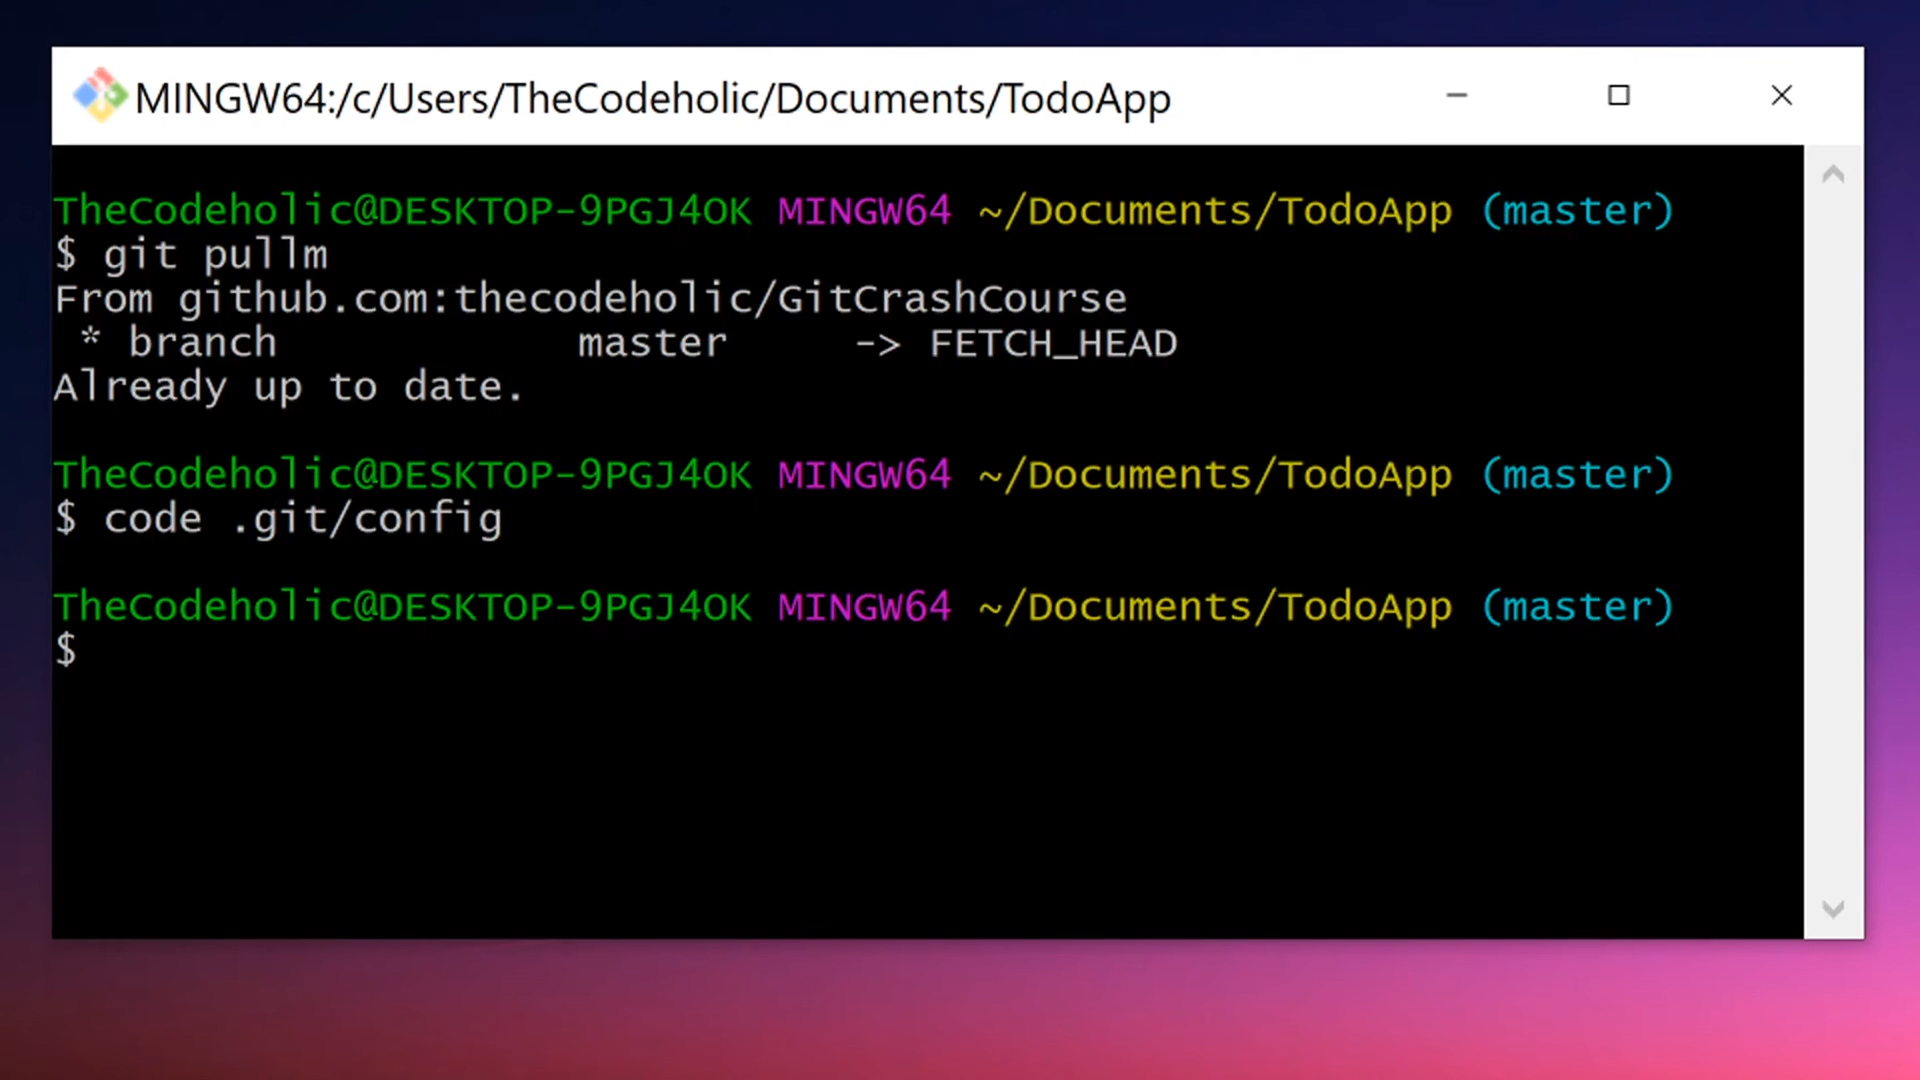 MINGW64:/c/Users/TheCodeholic/Documents/TodoApp
TheCodeholic@DESKTOP-9PGJ4OK MINGW64 ~/Documents/TodoApp (master)
$ git pullm
From github.com:thecodeholic/GitCrashCourse
 * branch            master     -> FETCH_HEAD
Already up to date.
TheCodeholic@DESKTOP-9PGJ4OK MINGW64 ~/Documents/TodoApp (master)
$ code .git/config
TheCodeholic@DESKTOP-9PGJ4OK MINGW64 ~/Documents/TodoApp (master)
$